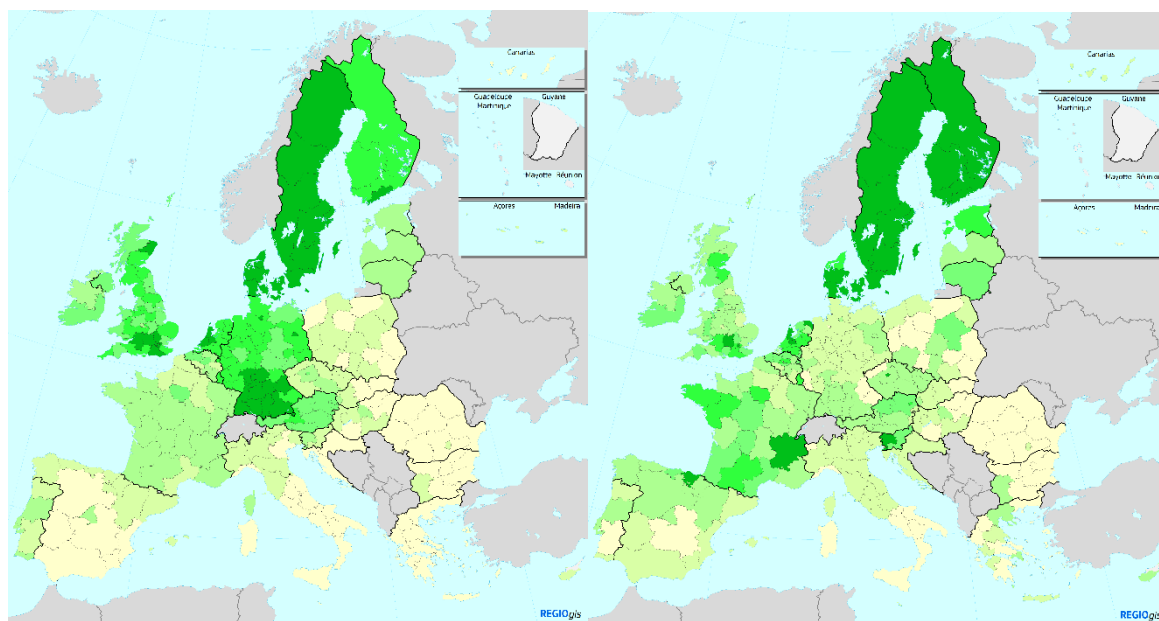 Canarias
Guadeloupe
Martinique
Guyane
Mayotte Réunion
Açores Madeira
REGIOgis
Canarias
Guadeloupe
Martinique
Guyane
Mayotte Réunion
Açores Madeira
REGIOgis